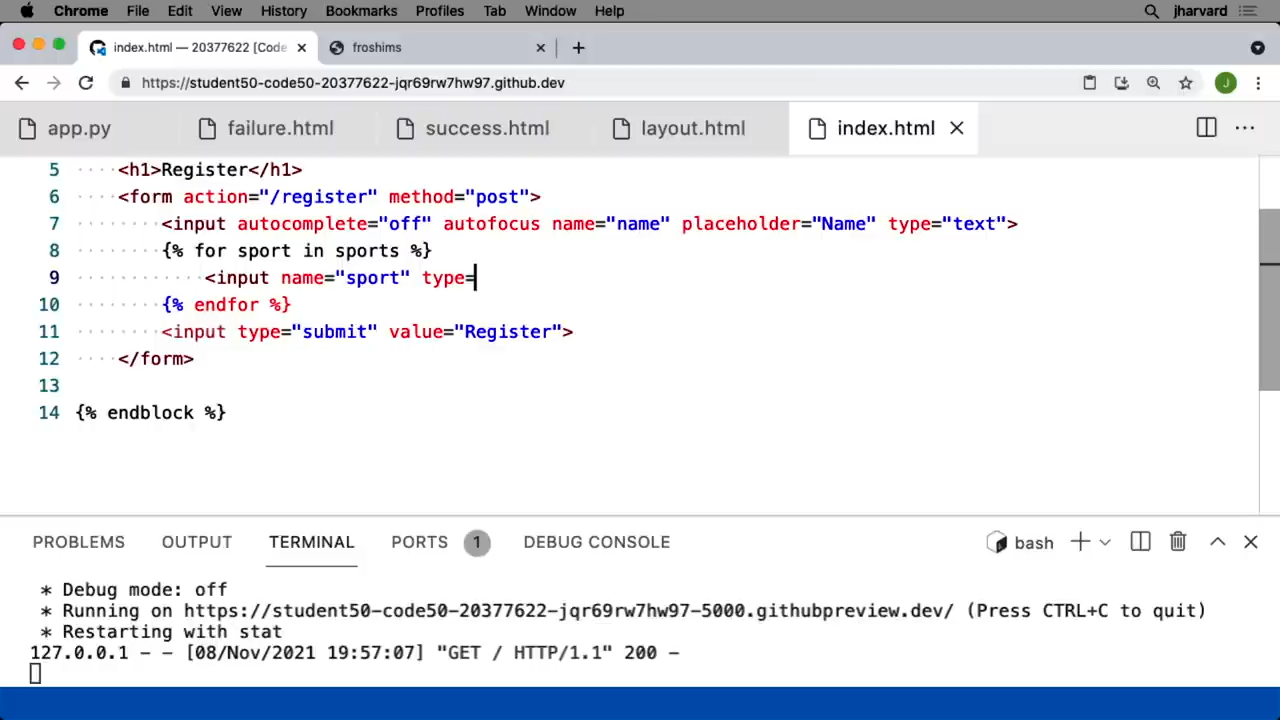 Chrome File Edit View History Bookmarks Profiles Tab Window Help jharvard
index.html — 20377622 [Code froshims
https://student50-code50-20377622-jqr69rw7hw97.github.dev J
app.py failure.html success.html layout.html index.html
5 <h1>Register</h1>
6 <form action="/register" method="post">
7 <input autocomplete="off" autofocus name="name" placeholder="Name" type="text">
8 {% for sport in sports %}
9 <input name="sport" type=
10 {% endfor %}
11 <input type="submit" value="Register">
12 </form>
13
14 {% endblock %}
PROBLEMS OUTPUT TERMINAL PORTS 1 DEBUG CONSOLE bash
* Debug mode: off
* Running on https://student50-code50-20377622-jqr69rw7hw97-5000.githubpreview.dev/ (Press CTRL+C to quit)
* Restarting with stat
127.0.0.1 - - [08/Nov/2021 19:57:07] "GET / HTTP/1.1" 200 -